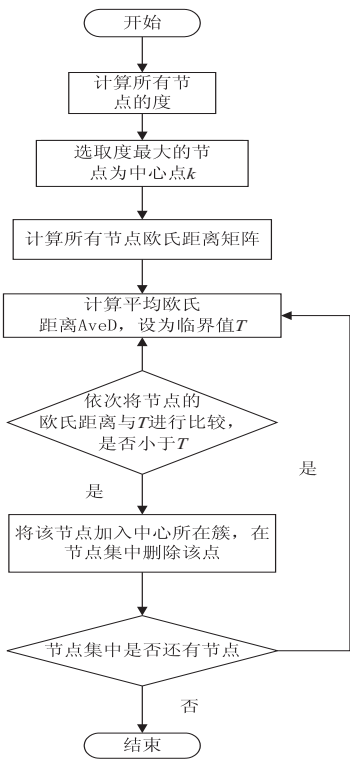 开始
计算所有节
点的度
选取度最大的节
点为中心点k
计算所有节点欧氏距离矩阵
计算平均欧氏
距离AveD，设为临界值T
依次将节点的
欧氏距离与T进行比较，
是否小于T
是
是
将该节点加入中心所在簇，在
节点集中删除该点
节点集中是否还有节点
否
结束